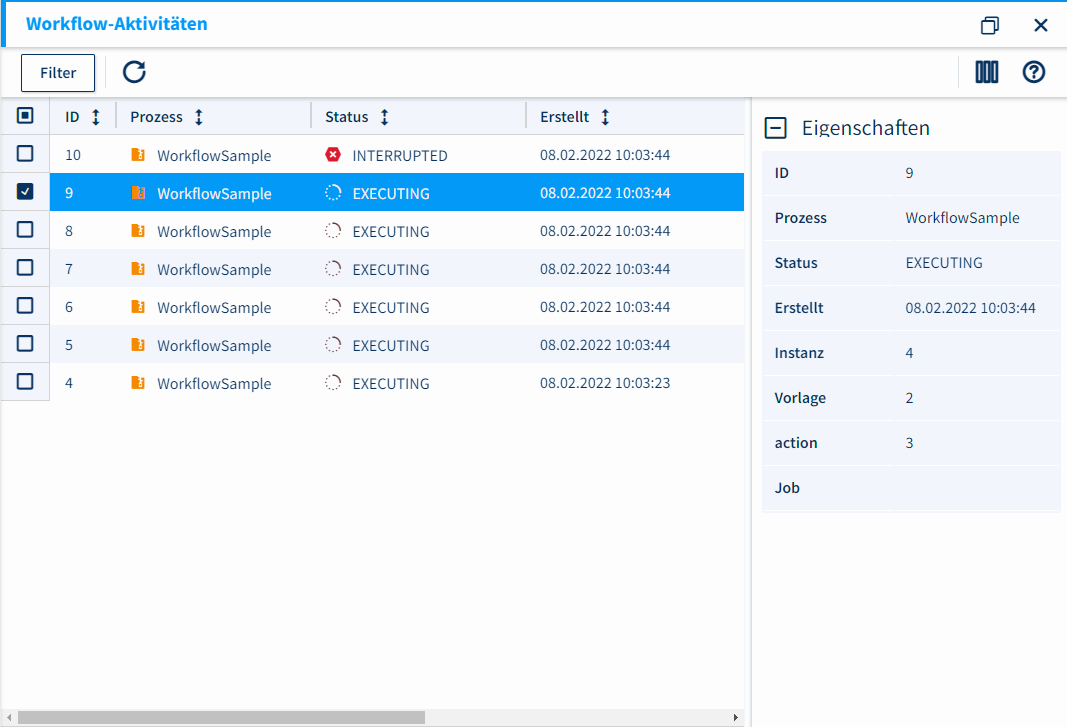 Workflow-Aktivitäten
Filter
ID Prozess Status Erstellt
10 WorkflowSample INTERRUPTED 08.02.2022 10:03:44
9 WorkflowSample EXECUTING 08.02.2022 10:03:44
8 WorkflowSample EXECUTING 08.02.2022 10:03:44
7 WorkflowSample EXECUTING 08.02.2022 10:03:44
6 WorkflowSample EXECUTING 08.02.2022 10:03:44
5 WorkflowSample EXECUTING 08.02.2022 10:03:44
4 WorkflowSample EXECUTING 08.02.2022 10:03:23
Eigenschaften
ID 9
Prozess WorkflowSample
Status EXECUTING
Erstellt 08.02.2022 10:03:44
Instanz 4
Vorlage 2
action 3
Job